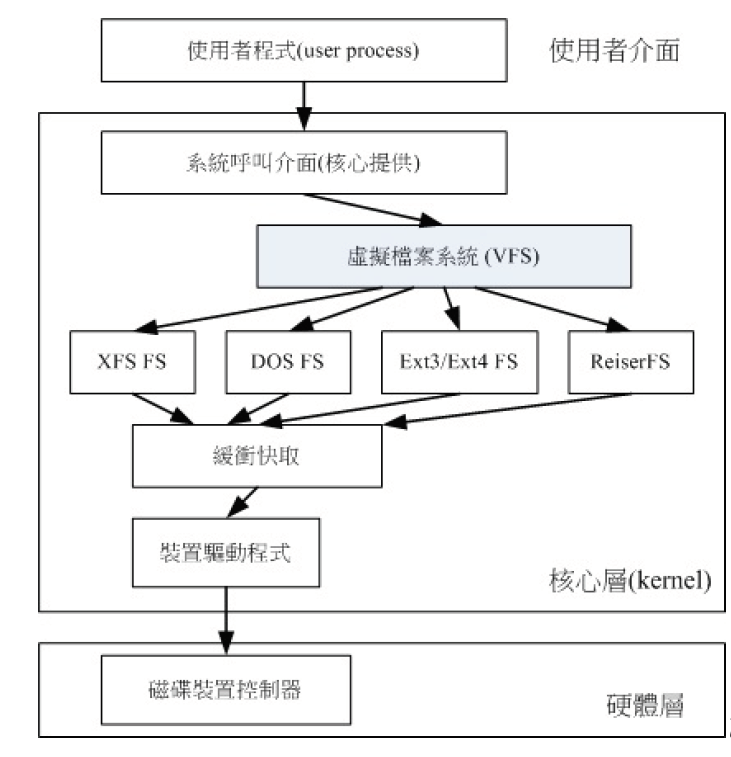 使用者程式(user process)
使用者介面
系統呼叫介面(核心提供)
虛擬檔案系統 (VFS)
XFS FS
DOS FS
Ext3/Ext4 FS
ReiserFS
緩衝快取
裝置驅動程式
核心層(kernel)
磁碟裝置控制器
硬體層